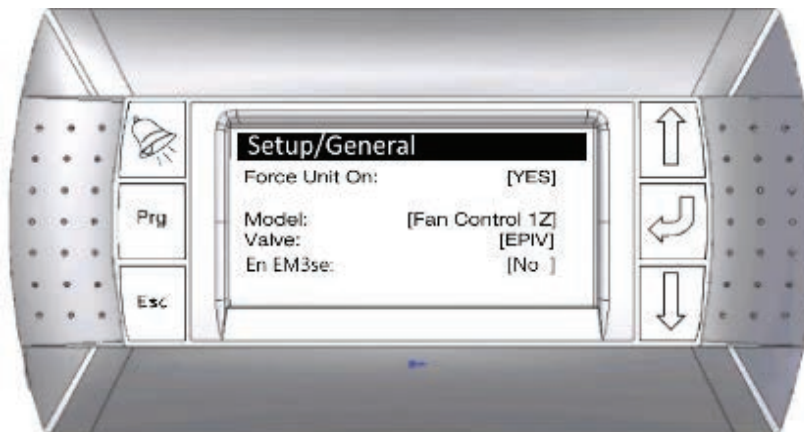 Setup/General
Force Unit On: [YES]
Model: [Fan Control 1Z]
Valve: [EPIV]
En EM3se: [No ]
Prg
Esc